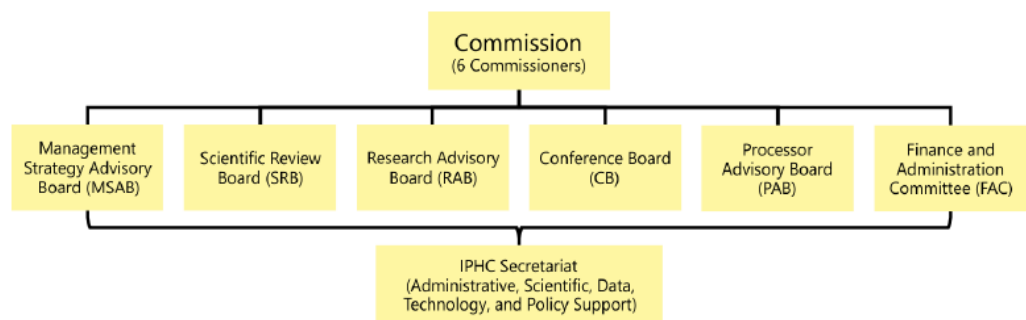 Commission
(6 Commissioners)
Management
Strategy Advisory
Board (MSAB)
Scientific Review
Board (SRB)
Research Advisory
Board (RAB)
Conference Board
(CB)
Processor
Advisory Board
(PAB)
Finance and
Administration
Committee (FAC)
IPHC Secretariat
(Administrative, Scientific, Data,
Technology, and Policy Support)